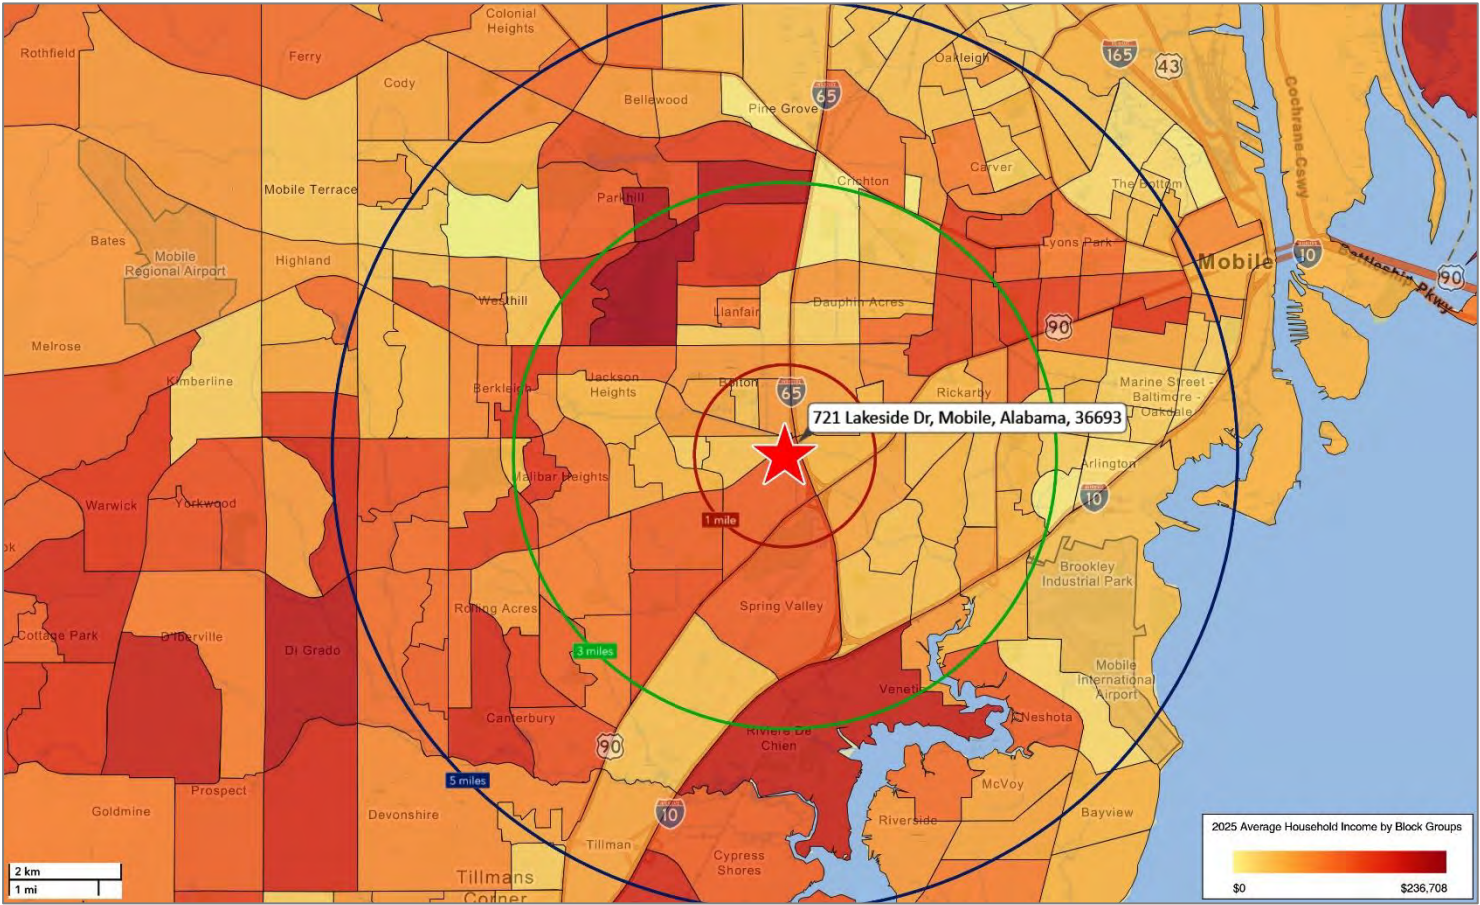 Colonial
Heights
Rothfield
Ferry
Oakleigh
165
43
Cody
Bellewood
65
Pine Grove
Cochrane Cswy
Mobile Terrace
Parkhill
Crichton
Carver
The Bottom
Bates
Mobile
Regional Airport
Highland
Lyons Park
Mobile
10
Battleship Pkwy
90
Westhill
Llanfair
Dauphin Acres
90
Melrose
Kimberline
Berkleigh
Jackson
Heights
65
Rickarby
Marine Street -
Baltimore -
Oakdale
721 Lakeside Dr, Mobile, Alabama, 36693
Malibar Heights
Arlington
10
Warwick
Yorkwood
1 mile
ok
Brookley
Industrial Park
Rolling Acres
Spring Valley
Cottage Park
D'Iberville
Di Grado
3 miles
Mobile
International
Airport
Canterbury
Neshota
Riviere De
Chien
90
5 miles
Prospect
McVoy
Goldmine
Devonshire
10
Riverside
Bayview
Tillman
Cypress
Shores
Tillmans
Corner
2 km
1 mi
2025 Average Household Income by Block Groups
$0
$236,708